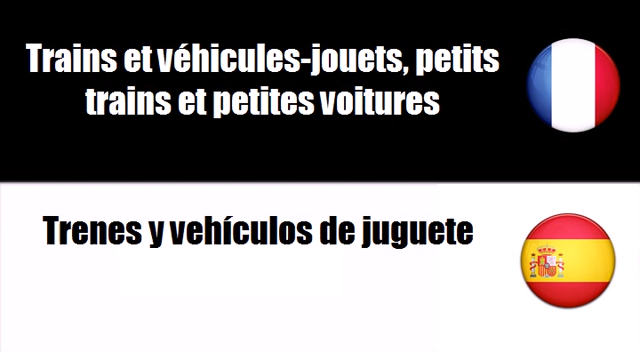 Trains et véhicules-jouets, petits
trains et petites voitures
Trenes y vehículos de juguete